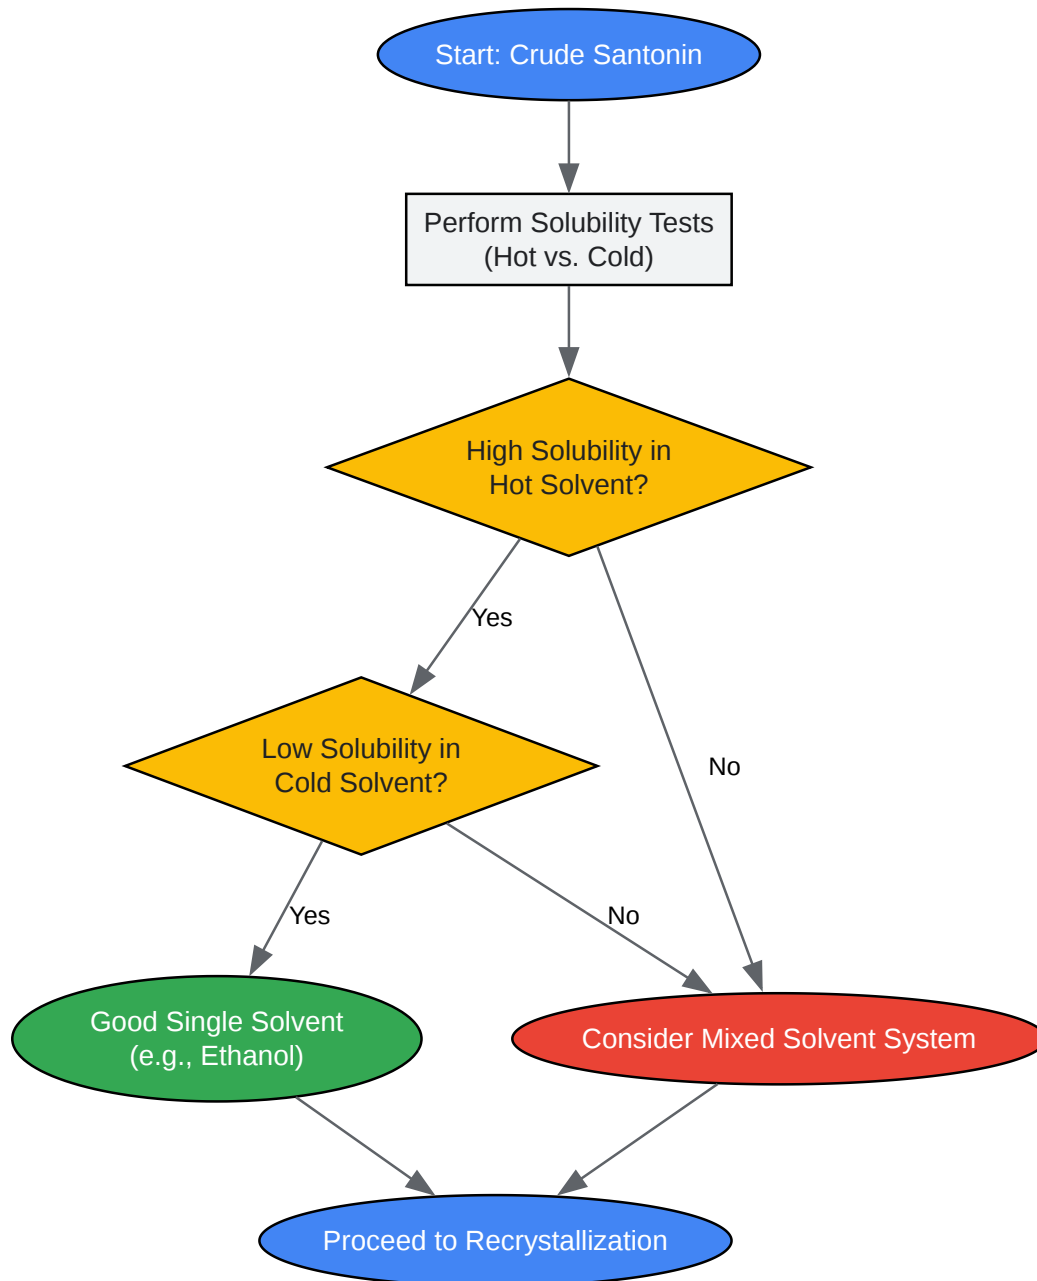 Start: Crude Santonin
Perform Solubility Tests
(Hot vs. Cold)
High Solubility in
Hot Solvent?
Yes
No
Low Solubility in
Cold Solvent?
Yes
No
Good Single Solvent
(e.g., Ethanol)
Consider Mixed Solvent System
Proceed to Recrystallization